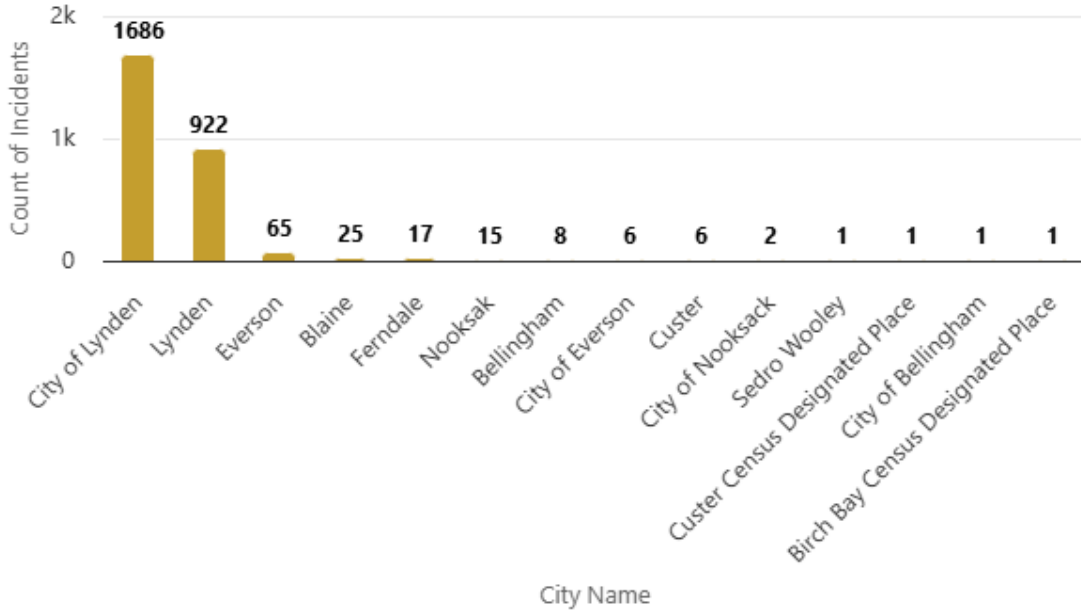 Count of Incidents
2k
1k
0
1686
922
65
25
17
15
8
6
6
2
1
1
1
1
City of Lynden
Lynden
Everson
Blaine
Ferndale
Nooksak
Bellingham
City of Everson
Custer
City of Nooksack
Sedro Wooley
Custer Census Designated Place
City of Bellingham
Birch Bay Census Designated Place
City Name